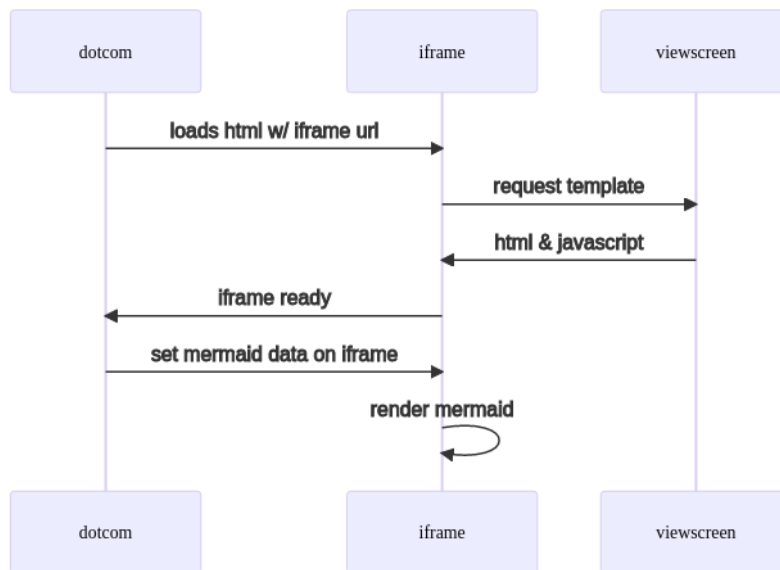 dotcom
iframe
viewscreen
loads html w/ iframe url
request template
html & javascript
iframe ready
set mermaid data on iframe
render mermaid
dotcom
iframe
viewscreen